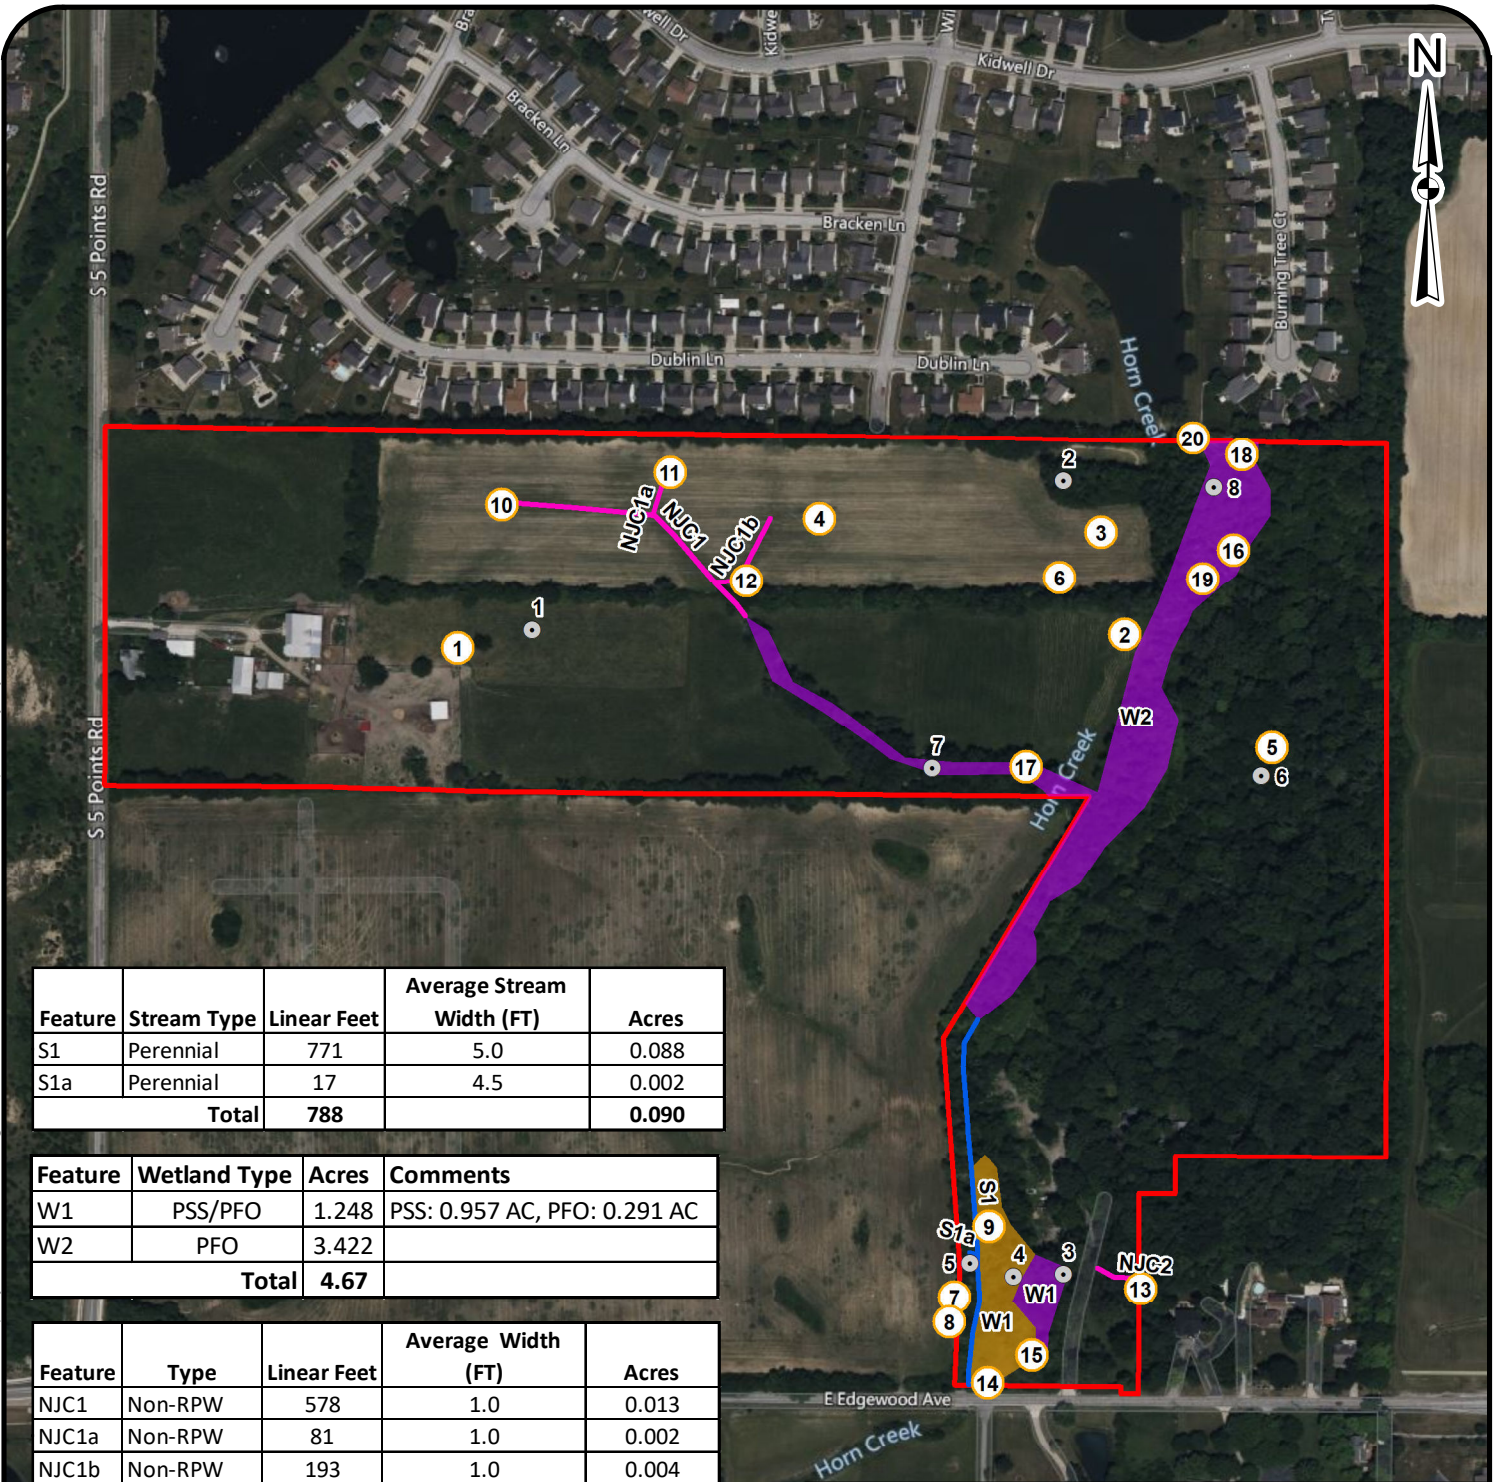 Bra
well Dr
Kidwe
Wil
Tw
Kidwell Dr
N
Bracken Ln
S 5 Points Rd
Bracken Ln
Burning Tree Ct
Dublin Ln
Dublin Ln
Horn Creek
20
18
2
8
11
10
NJC1a
NJC1
NJC1b
4
3
16
12
6
19
1
1
2
W2
S 5 Points Rd
7
17
Horn Creek
5
6
Feature Stream Type Linear Feet Average Stream Width (FT) Acres
S1 Perennial 771 5.0 0.088
S1a Perennial 17 4.5 0.002
Total 788 0.090
Feature Wetland Type Acres Comments
W1 PSS/PFO 1.248 PSS: 0.957 AC, PFO: 0.291 AC
W2 PFO 3.422
Total 4.67
S1
9
S1a
5
4
3
NJC2
13
7
W1
8
W1
15
14
E Edgewood Ave
Horn Creek
Feature Type Linear Feet Average Width (FT) Acres
NJC1 Non-RPW 578 1.0 0.013
NJC1a Non-RPW 81 1.0 0.002
NJC1b Non-RPW 193 1.0 0.004